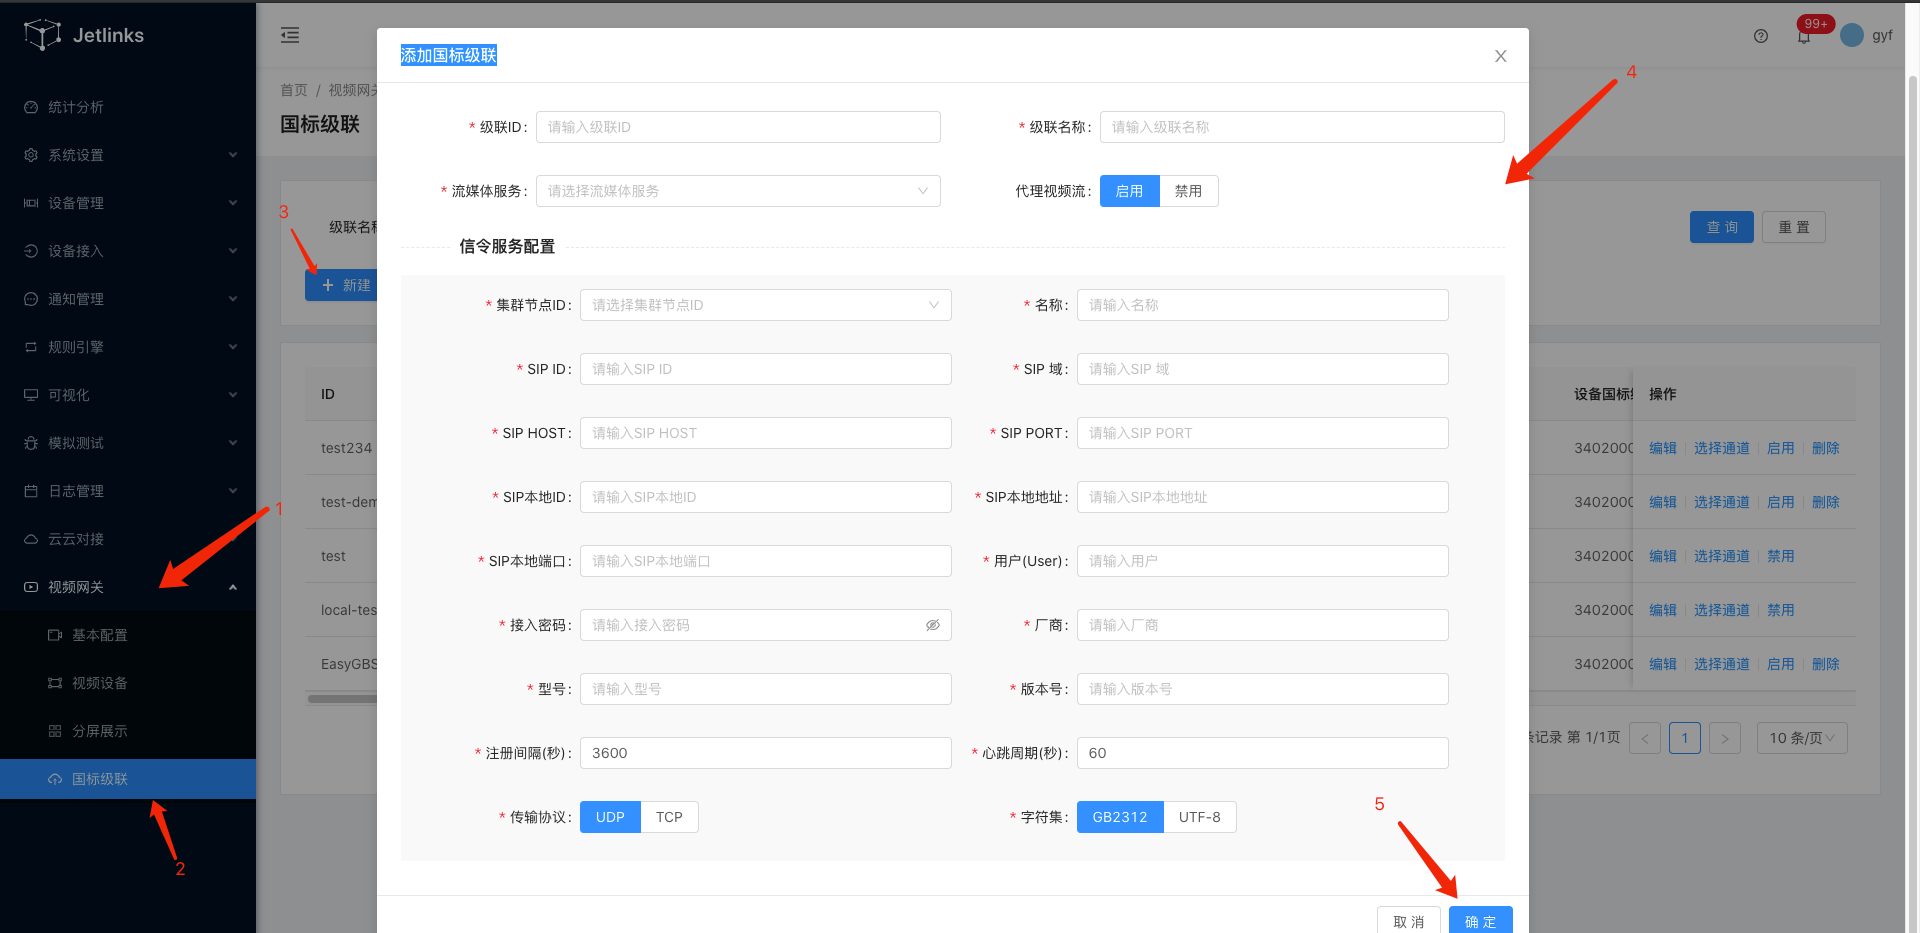 Jetlinks
99+
gyf
统计分析
系统设置
设备管理
设备接入
通知管理
规则引擎
可视化
模拟测试
日志管理
云云对接
视频网关
基本配置
视频设备
分屏展示
国标级联
1
2
首页 / 视频网关
国标级联
级联名称
3
新建
查 询
重 置
ID
test234
test-dem
test
local-tes
EasyGBS
添加国标级联
4
* 级联ID: 请输入级联ID
* 级联名称: 请输入级联名称
* 流媒体服务: 请选择流媒体服务
代理视频流: 启用 禁用
信令服务配置
* 集群节点ID: 请选择集群节点ID
* 名称: 请输入名称
* SIP ID: 请输入SIP ID
* SIP 域: 请输入SIP 域
* SIP HOST: 请输入SIP HOST
* SIP PORT: 请输入SIP PORT
* SIP本地ID: 请输入SIP本地ID
* SIP本地地址: 请输入SIP本地地址
* SIP本地端口: 请输入SIP本地端口
* 用户(User): 请输入用户
* 接入密码: 请输入接入密码
* 厂商: 请输入厂商
* 型号: 请输入型号
* 版本号: 请输入版本号
* 注册间隔(秒): 3600
* 心跳周期(秒): 60
* 传输协议: UDP TCP
* 字符集: GB2312 UTF-8
5
取 消
确 定
设备国标 操作
3402000 编辑 选择通道 启用 删除
3402000 编辑 选择通道 启用 删除
3402000 编辑 选择通道 禁用
3402000 编辑 选择通道 禁用
3402000 编辑 选择通道 启用 删除
条记录 第 1/1页 < 1 > 10 条/页